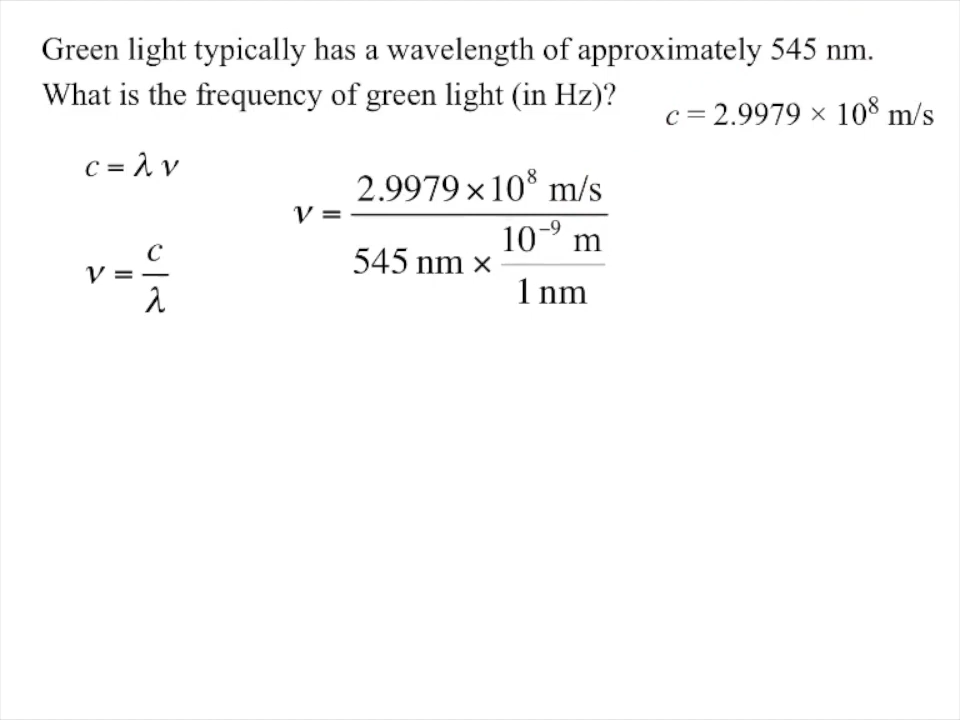 Green light typically has a wavelength of approximately 545 nm.
What is the frequency of green light (in Hz)?
c = 2.9979 × 10⁸ m/s
c = λ ν
ν = c / λ
ν = 2.9979 × 10⁸ m/s / 545 nm × 10⁻⁹ m / 1 nm